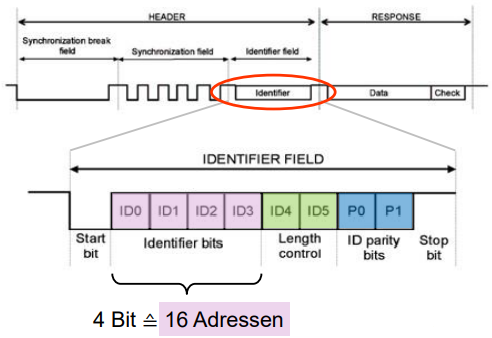 HEADER
RESPONSE
Synchronization break
field
Synchronization field
Identifier field
Identifier
Data
Check
IDENTIFIER FIELD
ID0 ID1 ID2 ID3 ID4 ID5 P0 P1
Start
bit
Identifier bits
Length
control
ID parity
bits
Stop
bit
4 Bit ≙ 16 Adressen